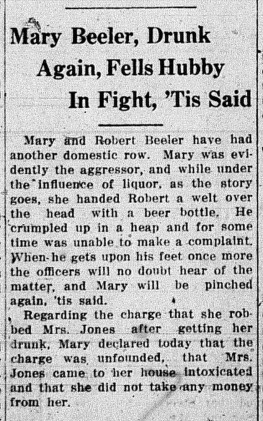 Mary Beeler, Drunk
Again, Fells Hubby
In Fight, 'Tis Said
Mary and Robert Beeler have had
another domestic row. Mary was evi-
dently the aggressor, and while under
the influence of liquor, as the story
goes, she handed Robert a welt over
the head with a beer bottle. He
crumpled up in a heap and for some
time was unable to make a complaint.
When he gets upon his feet once more
the officers will no doubt hear of the
matter, and Mary will be pinched
again, 'tis said.
Regarding the charge that she rob-
bed Mrs. Jones after getting her
drunk, Mary declared today that the
charge was unfounded, that Mrs.
Jones came to her house intoxicated
and that she did not take any money
from her.